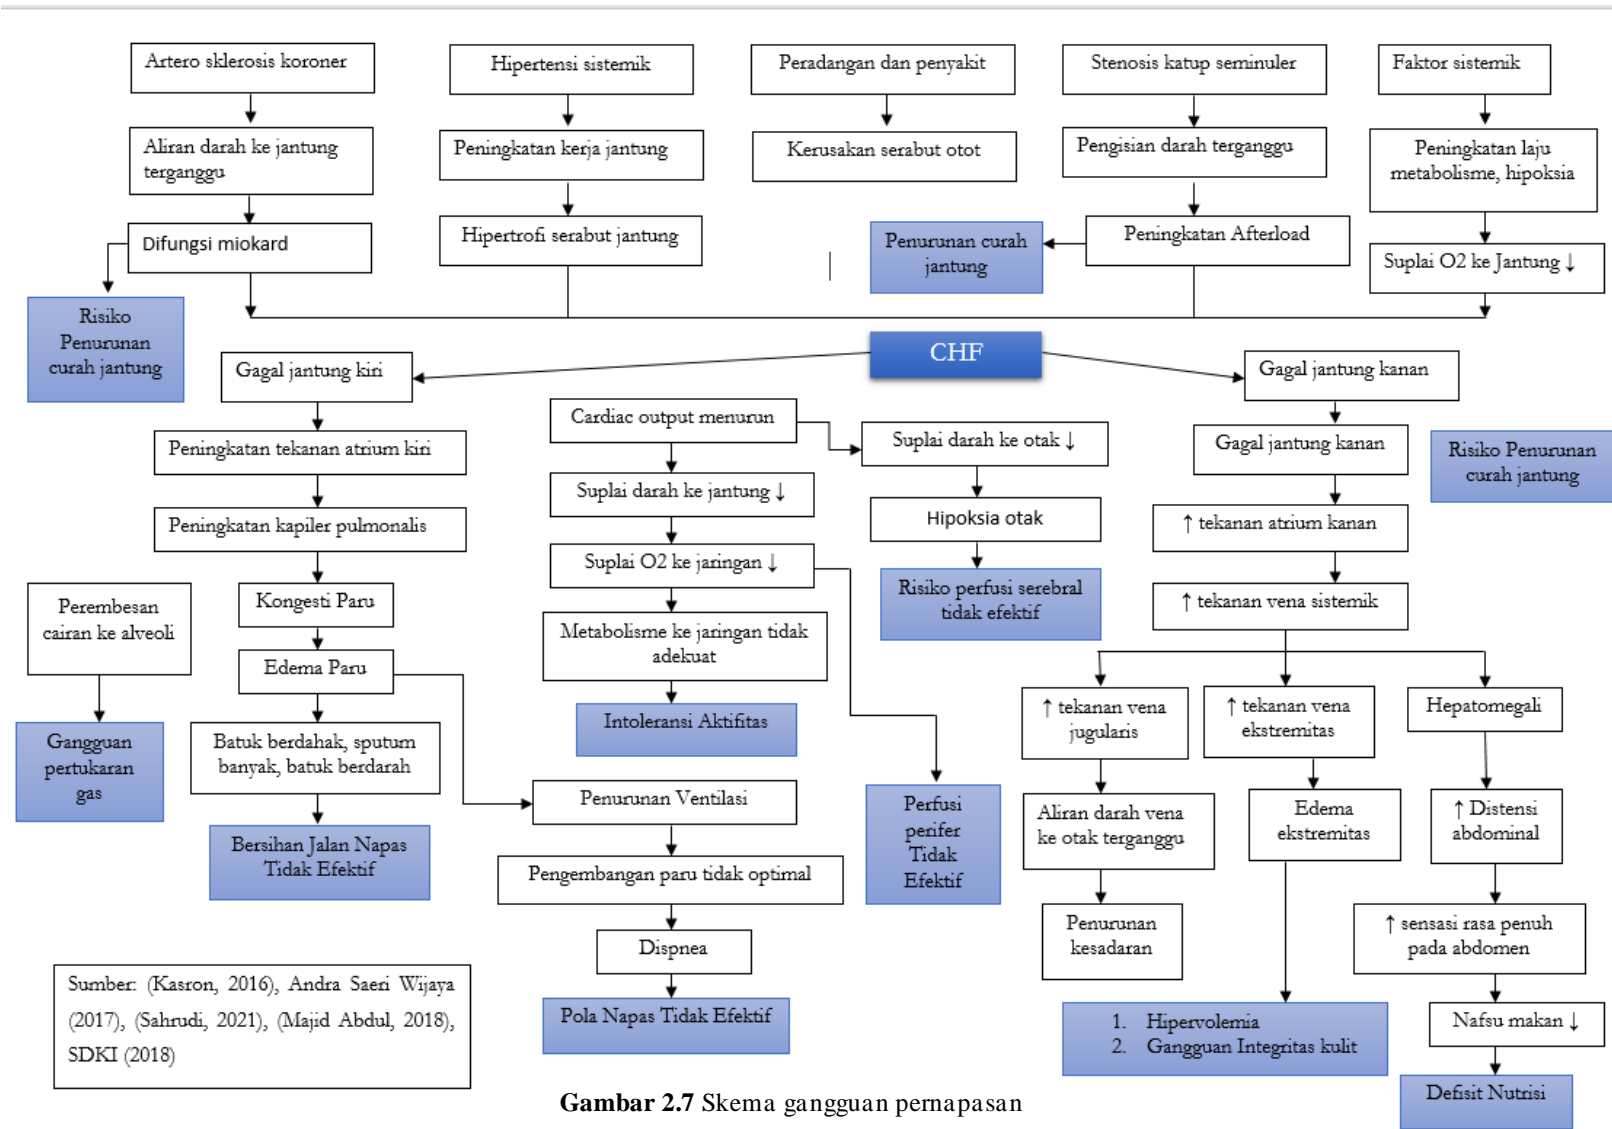 Artero sklerosis koroner
Hipertensi sistemik
Peradangan dan penyakit
Stenosis katup seminuler
Faktor sistemik
Aliran darah ke jantung
terganggu
Peningkatan kerja jantung
Kerusakan serabut otot
Pengisian darah terganggu
Peningkatan laju
metabolisme, hipoksia
Difungsi miokard
Hipertrofi serabut jantung
Penurunan curah
jantung
Peningkatan Afterload
Suplai O2 ke Jantung ↓
Risiko
Penurunan
curah jantung
CHF
Gagal jantung kiri
Gagal jantung kanan
Cardiac output menurun
Suplai darah ke otak ↓
Gagal jantung kanan
Risiko Penurunan
curah jantung
Peningkatan tekanan atrium kiri
Suplai darah ke jantung ↓
Hipoksia otak
↑ tekanan atrium kanan
Peningkatan kapiler pulmonalis
Suplai O2 ke jaringan ↓
Risiko perfusi serebral
tidak efektif
↑ tekanan vena sistemik
Perembesan
cairan ke alveoli
Kongesti Paru
Metabolisme ke jaringan tidak
adekuat
Edema Paru
Intoleransi Aktifitas
↑ tekanan vena
jugularis
↑ tekanan vena
ekstremitas
Hepatomegali
Gangguan
pertukaran
gas
Batuk berdahak, sputum
banyak, batuk berdarah
Penurunan Ventilasi
Perfusi
perifer
Tidak
Efektif
Aliran darah vena
ke otak terganggu
Edema
ekstremitas
↑ Distensi
abdominal
Bersihan Jalan Napas
Tidak Efektif
Pengembangan paru tidak optimal
Penurunan
kesadaran
↑ sensasi rasa penuh
pada abdomen
Dispnea
Sumber: (Kasron, 2016), Andra Saeri Wijaya
(2017), (Sahrudi, 2021), (Majid Abdul, 2018),
SDKI (2018)
Pola Napas Tidak Efektif
1. Hipervolemia
2. Gangguan Integritas kulit
Nafsu makan ↓
Defisit Nutrisi
Gambar 2.7 Skema gangguan pernapasan